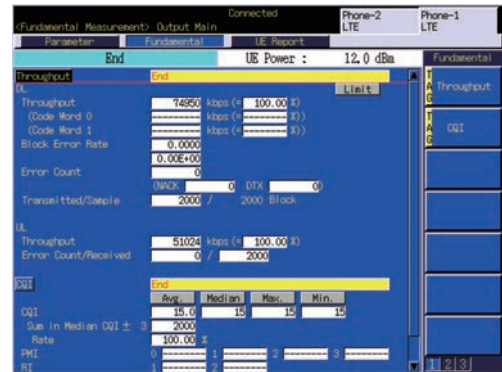 Connected
<Fundamental Measurement> Output Main
Phone-2 LTE
Phone-1 LTE
Parameter Fundamental UE Report
End UE Power : 12.0 dBm
Fundamental
Throughput End
DL Limit
Throughput 74950 kbps (= 100.00 %)
(Code Word 0 ------- kbps (= ------- %))
(Code Word 1 ------- kbps (= ------- %))
Block Error Rate 0.0000
0.00E+00
Error Count 0
(NACK 0 DTX 0)
Transmitted/Sample 2000 / 2000 Block
UL
Throughput 51024 kbps (= 100.00 %)
Error Count/Received 0 / 2000
CQI End
Avg. Median Max. Min.
CQI 15.0 15 15 15
Sum in Median CQI ± 3 2000
Rate 100.00 %
PMI 0 ------- 1 ------- 2 ------- 3 -------
RI 1 ------- 2 -------
TAG Throughput
TAG CQI
1 2 3